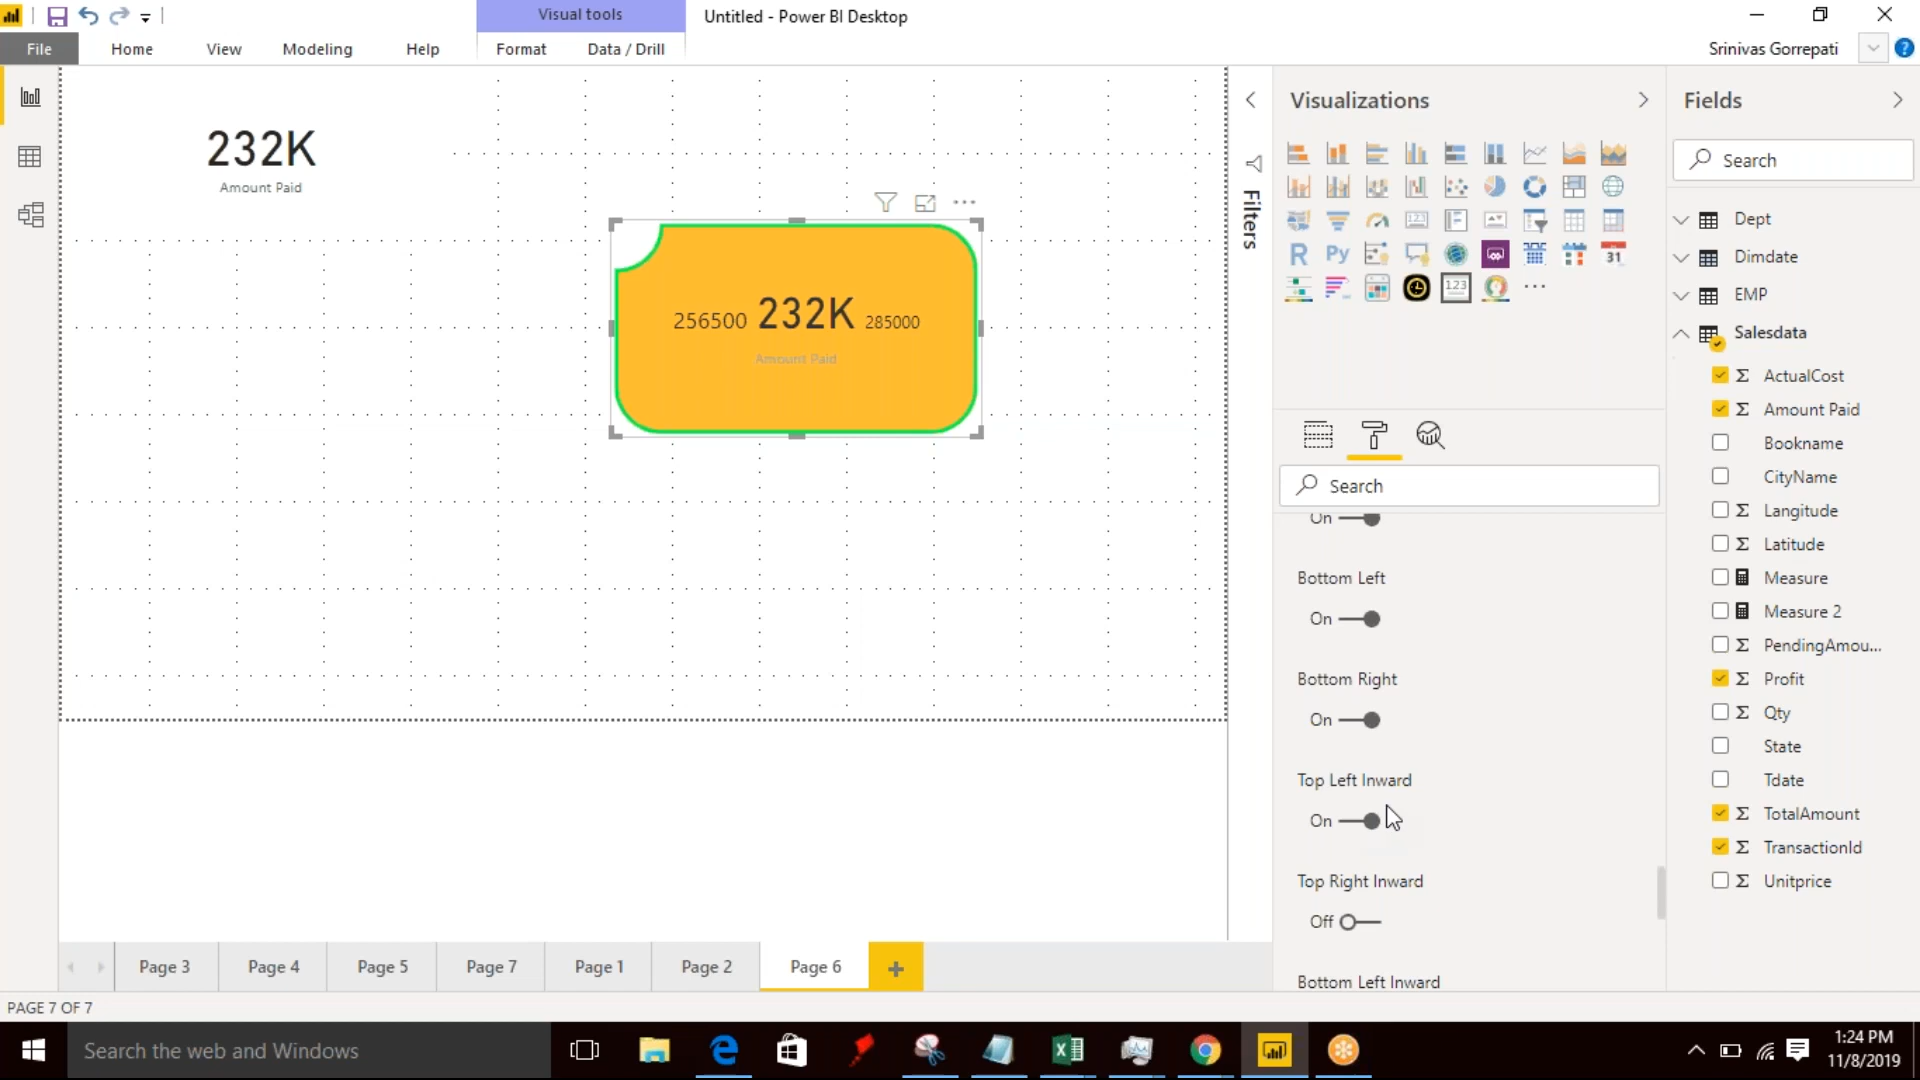 Visual tools
Untitled - Power BI Desktop
File
Home
View
Modeling
Help
Format
Data / Drill
Srinivas Gorrepati
?
232K
Amount Paid
256500 232K 285000
Amount Paid
Filters
Visualizations
R
Py
123
31
123
Search
On
Bottom Left
On
Bottom Right
On
Top Left Inward
On
Top Right Inward
Off
Bottom Left Inward
Fields
Search
Dept
Dimdate
EMP
Salesdata
Σ ActualCost
Σ Amount Paid
Bookname
CityName
Σ Langitude
Σ Latitude
Measure
Measure 2
Σ PendingAmou...
Σ Profit
Σ Qty
State
Tdate
Σ TotalAmount
Σ TransactionId
Σ Unitprice
Page 3
Page 4
Page 5
Page 7
Page 1
Page 2
Page 6
+
PAGE 7 OF 7
Search the web and Windows
1:24 PM
11/8/2019